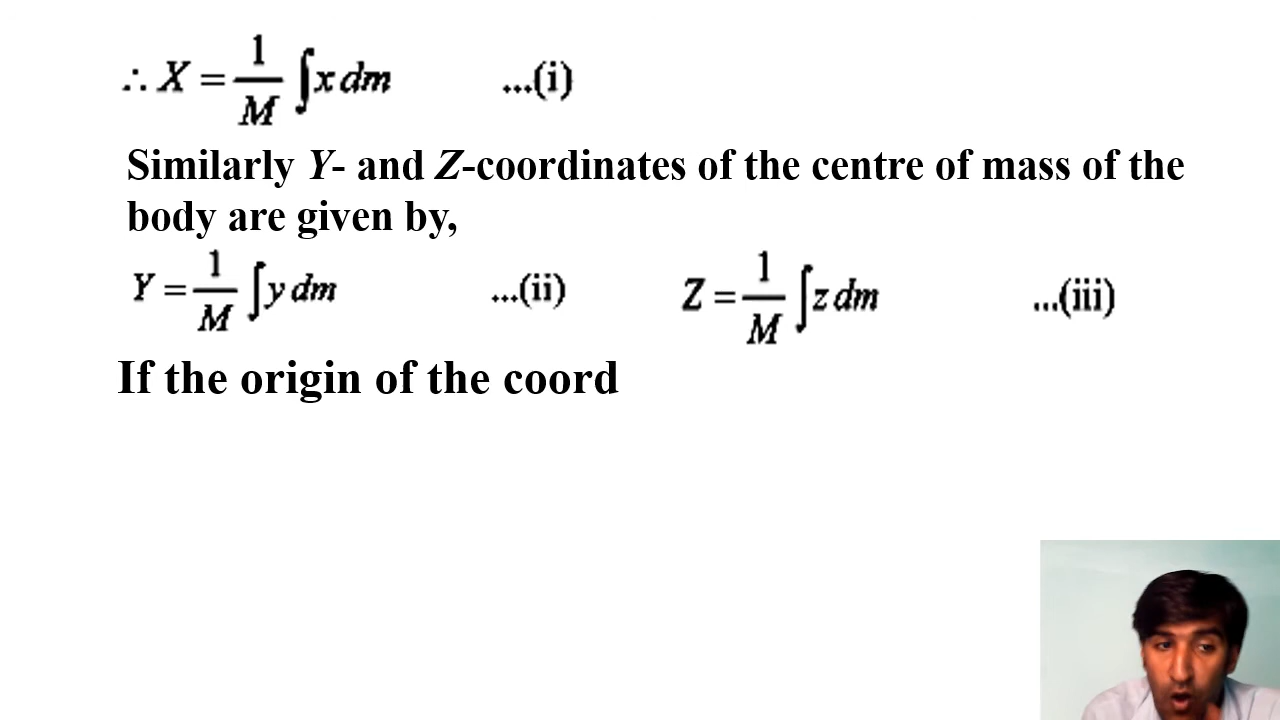 ∴ X = 1/M ∫ x dm ...(i)
Similarly Y- and Z-coordinates of the centre of mass of the
body are given by,
Y = 1/M ∫ y dm ...(ii) Z = 1/M ∫ z dm ...(iii)
If the origin of the coord